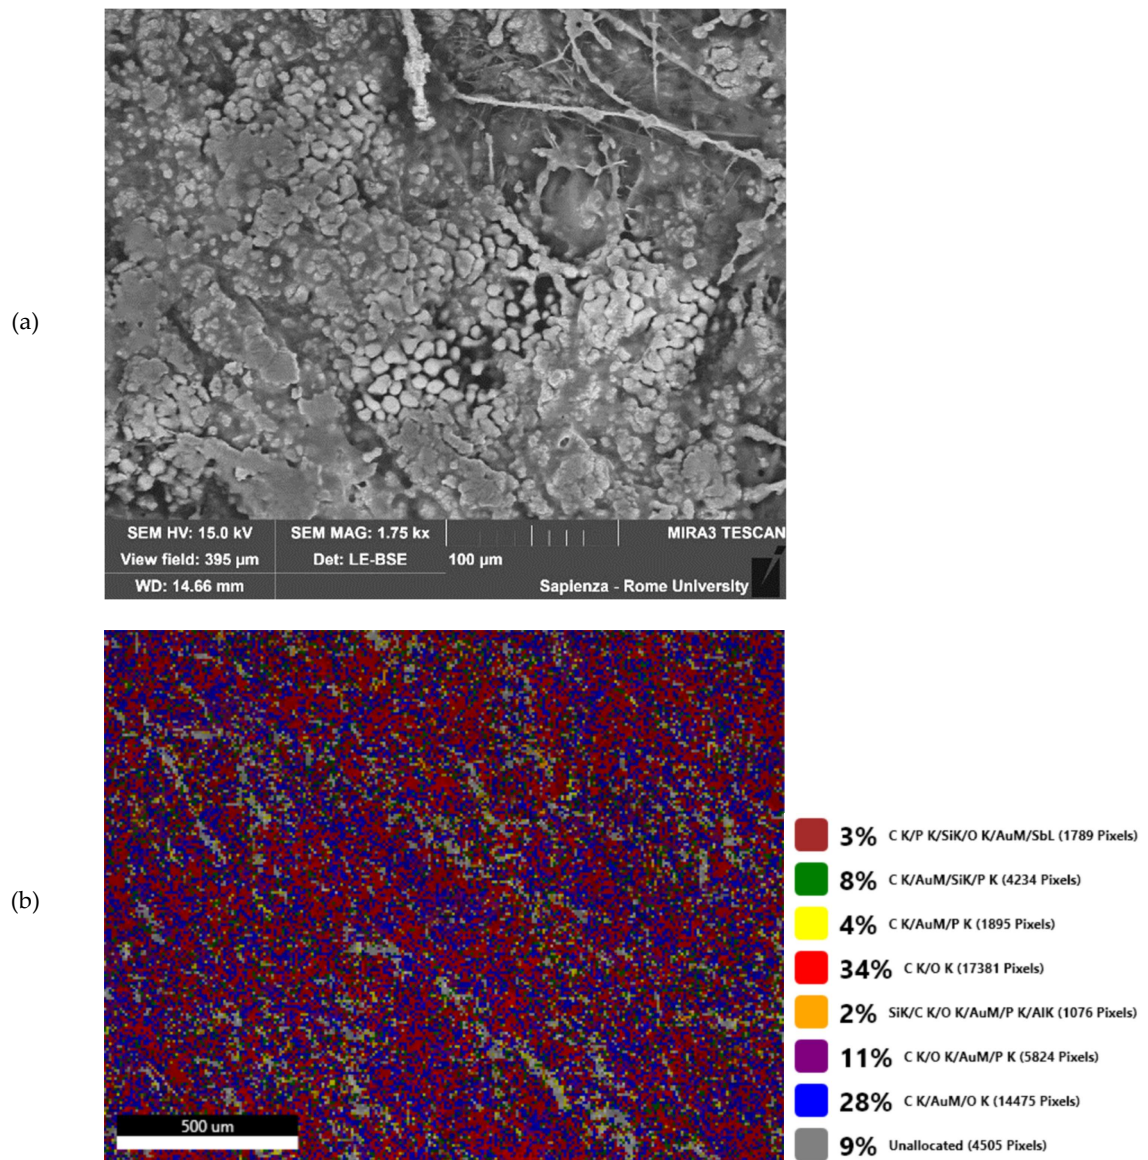 (a)
SEM HV: 15.0 kV
SEM MAG: 1.75 kx
MIRA3 TESCAN
View field: 395 µm
Det: LE-BSE
100 µm
WD: 14.66 mm
Sapienza - Rome University
(b)
500 um
3% C K/P K/SiK/O K/AuM/SbL (1789 Pixels)
8% C K/AuM/SiK/P K (4234 Pixels)
4% C K/AuM/P K (1895 Pixels)
34% C K/O K (17381 Pixels)
2% SiK/C K/O K/AuM/P K/AlK (1076 Pixels)
11% C K/O K/AuM/P K (5824 Pixels)
28% C K/AuM/O K (14475 Pixels)
9% Unallocated (4505 Pixels)